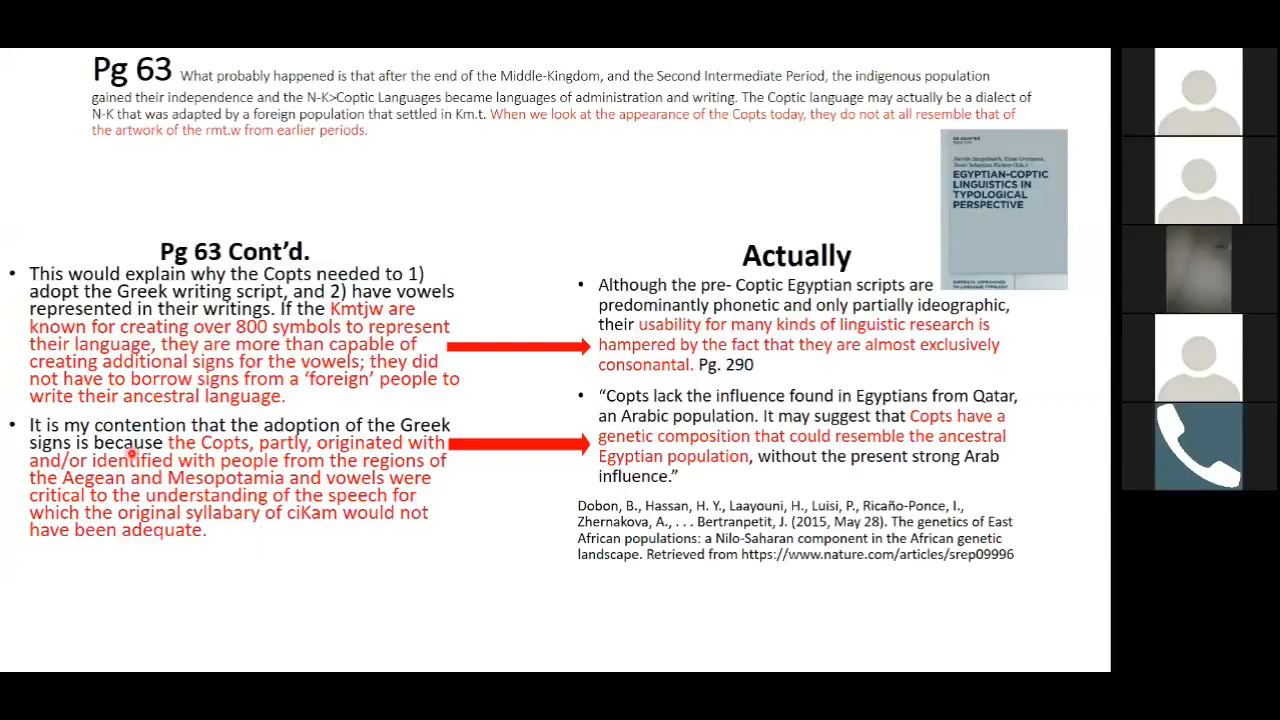 Pg 63 What probably happened is that after the end of the Middle-Kingdom, and the Second Intermediate Period, the indigenous population
gained their independence and the N-K>Coptic Languages became languages of administration and writing. The Coptic language may actually be a dialect of
N-K that was adapted by a foreign population that settled in Km.t. When we look at the appearance of the Copts today, they do not at all resemble that of
the artwork of the rmt.w from earlier periods.
EGYPTIAN-COPTIC
LINGUISTICS IN
TYPOLOGICAL
PERSPECTIVE
Pg 63 Cont’d.
• This would explain why the Copts needed to 1)
adopt the Greek writing script, and 2) have vowels
represented in their writings. If the Kmtjw are
known for creating over 800 symbols to represent
their language, they are more than capable of
creating additional signs for the vowels; they did
not have to borrow signs from a ‘foreign’ people to
write their ancestral language.
• It is my contention that the adoption of the Greek
signs is because the Copts, partly, originated with
and/or identified with people from the regions of
the Aegean and Mesopotamia and vowels were
critical to the understanding of the speech for
which the original syllabary of ciKam would not
have been adequate.
Actually
• Although the pre- Coptic Egyptian scripts are
predominantly phonetic and only partially ideographic,
their usability for many kinds of linguistic research is
hampered by the fact that they are almost exclusively
consonantal. Pg. 290
• “Copts lack the influence found in Egyptians from Qatar,
an Arabic population. It may suggest that Copts have a
genetic composition that could resemble the ancestral
Egyptian population, without the present strong Arab
influence.”
Dobon, B., Hassan, H. Y., Laayouni, H., Luisi, P., Ricaño-Ponce, I.,
Zhernakova, A., . . . Bertranpetit, J. (2015, May 28). The genetics of East
African populations: a Nilo-Saharan component in the African genetic
landscape. Retrieved from https://www.nature.com/articles/srep09996